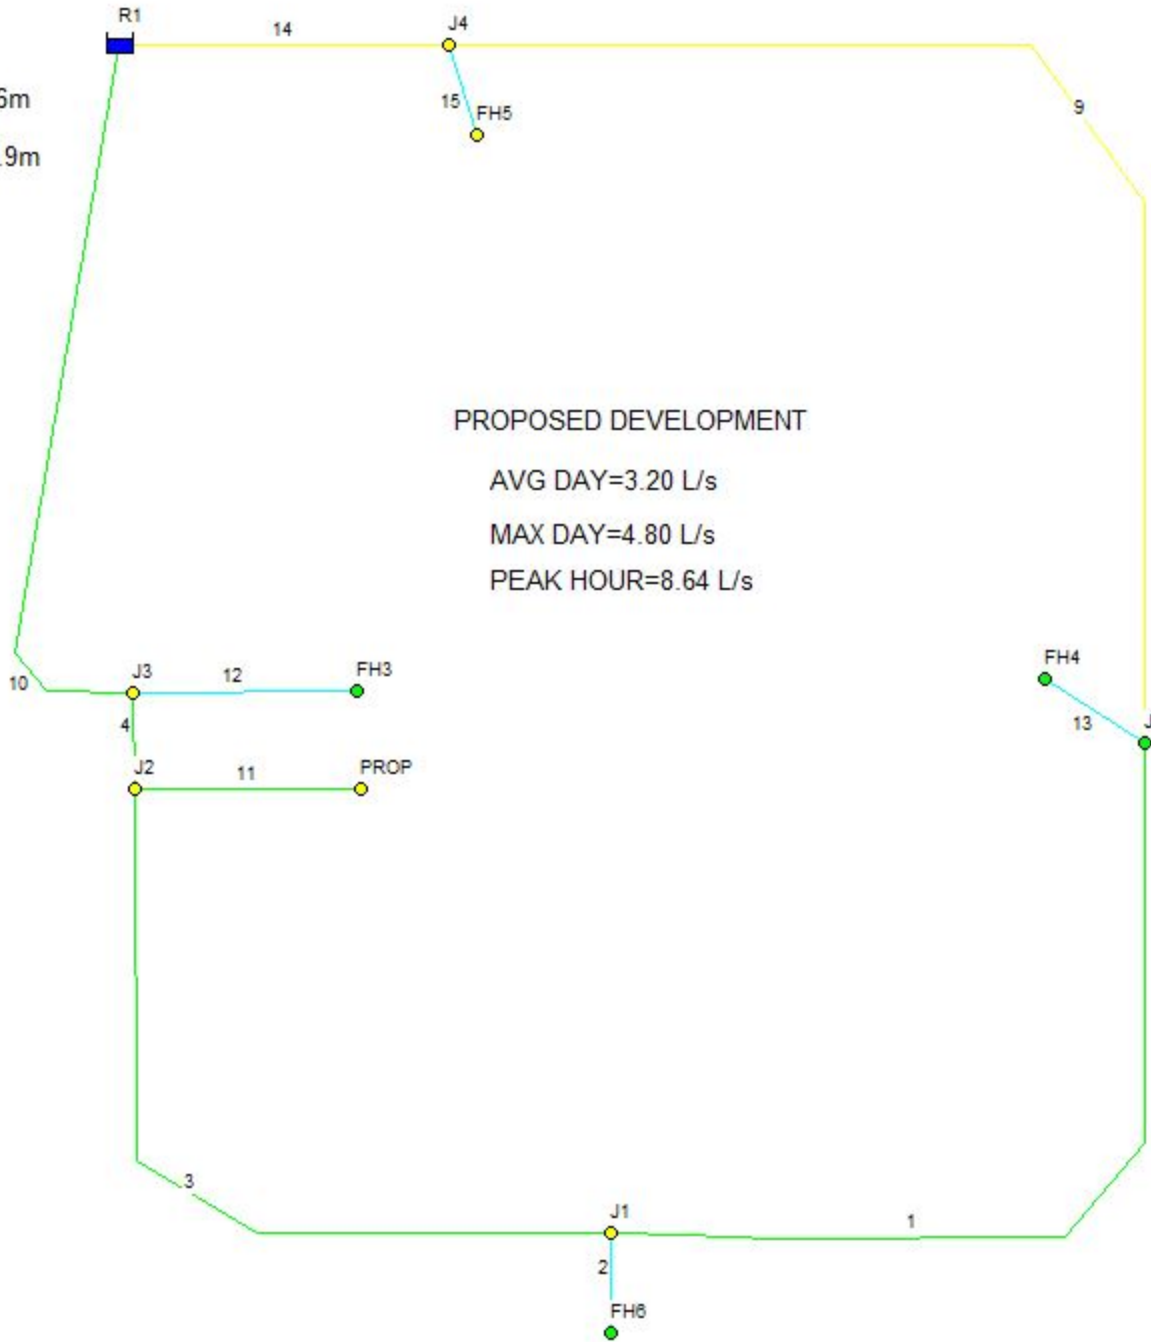 R1
14
J4
6m
15
FH5
9
.9m
PROPOSED DEVELOPMENT
AVG DAY=3.20 L/s
MAX DAY=4.80 L/s
PEAK HOUR=8.64 L/s
10
J3
12
FH3
FH4
4
13
J
J2
11
PROP
3
J1
1
2
FH6